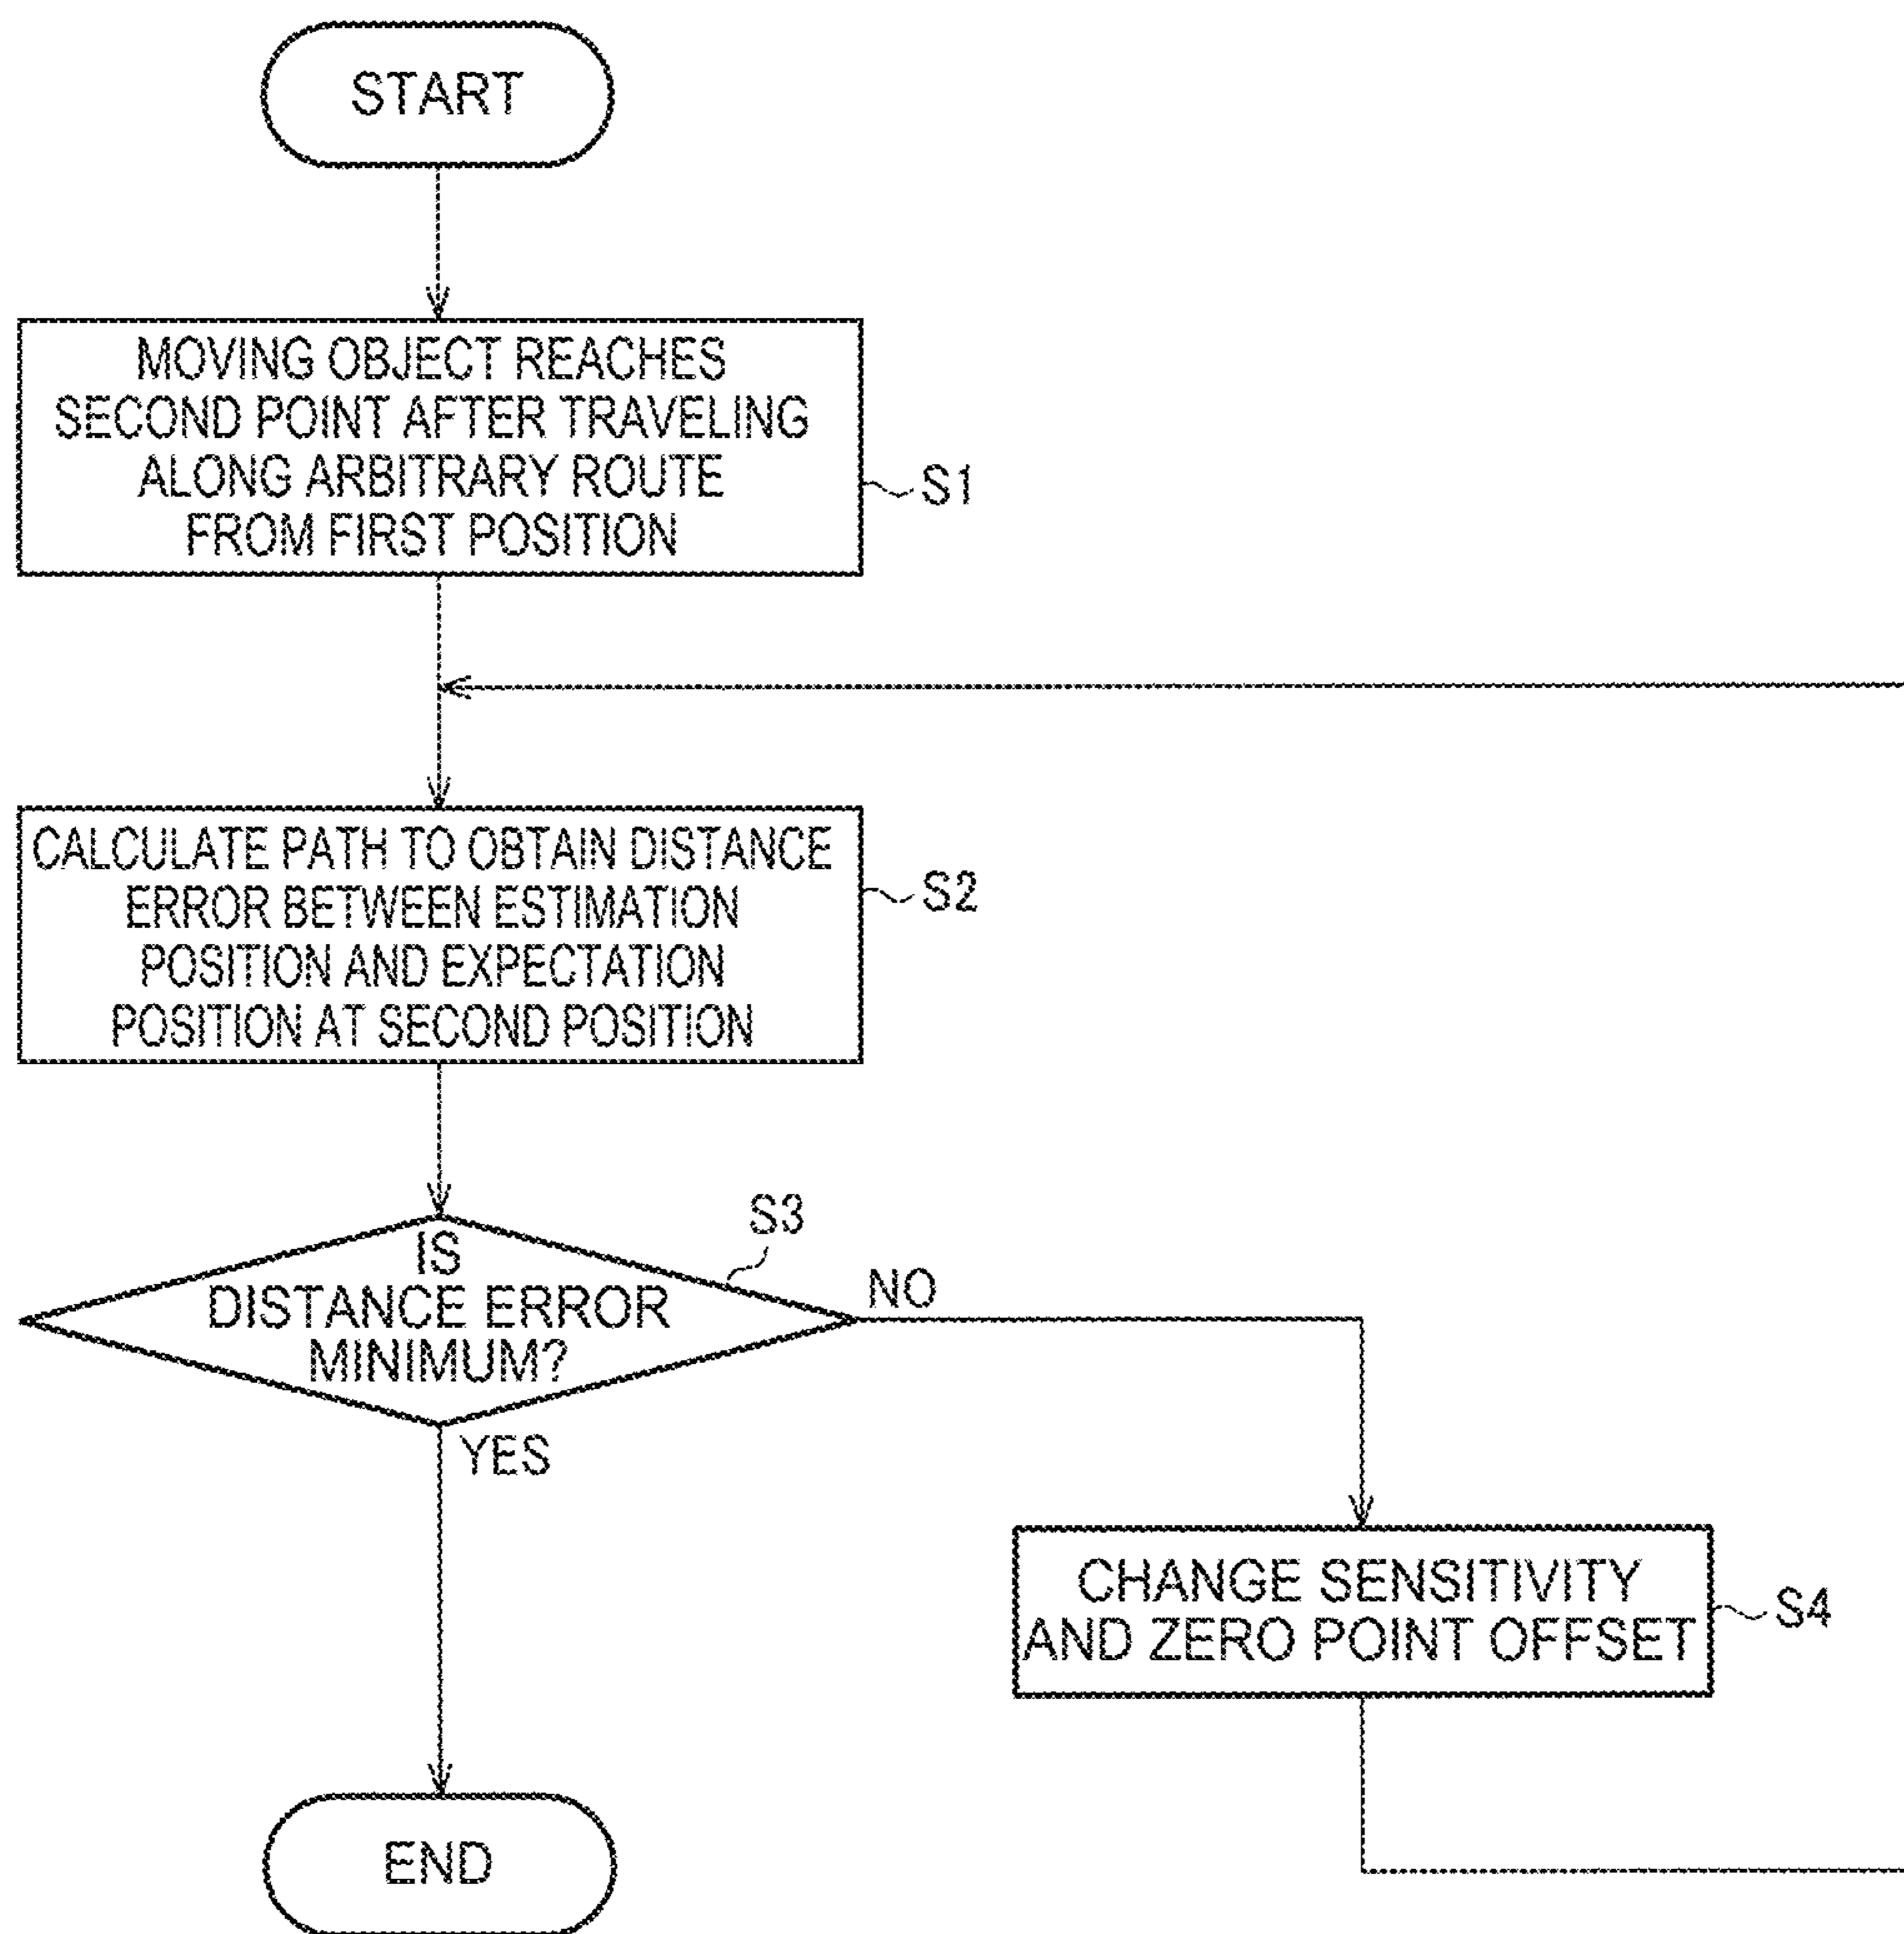 START
MOVING OBJECT REACHES
SECOND POINT AFTER TRAVELING
ALONG ARBITRARY ROUTE
FROM FIRST POSITION
S1
CALCULATE PATH TO OBTAIN DISTANCE
ERROR BETWEEN ESTIMATION
POSITION AND EXPECTATION
POSITION AT SECOND POSITION
S2
S3
IS
DISTANCE ERROR
MINIMUM?
NO
YES
CHANGE SENSITIVITY
AND ZERO POINT OFFSET
S4
END